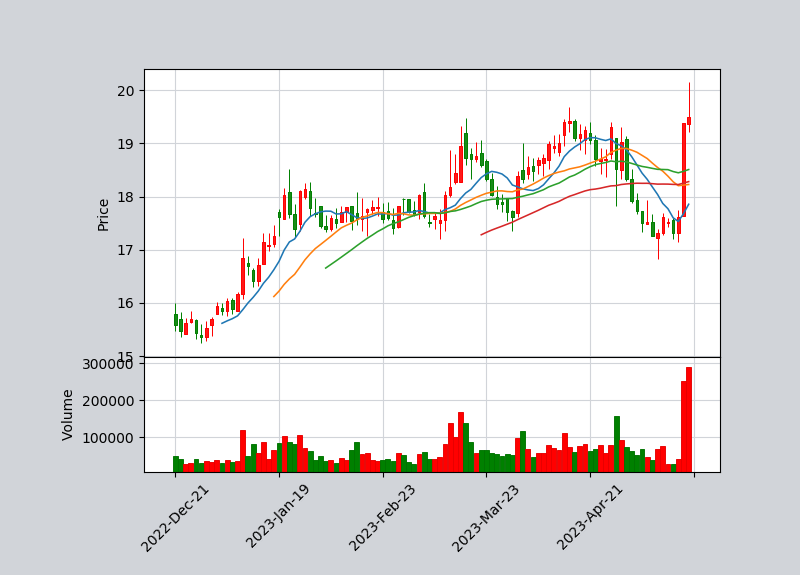 Price
20
19
18
17
16
15
Volume
300000
200000
100000
2022-Dec-21
2023-Jan-19
2023-Feb-23
2023-Mar-23
2023-Apr-21